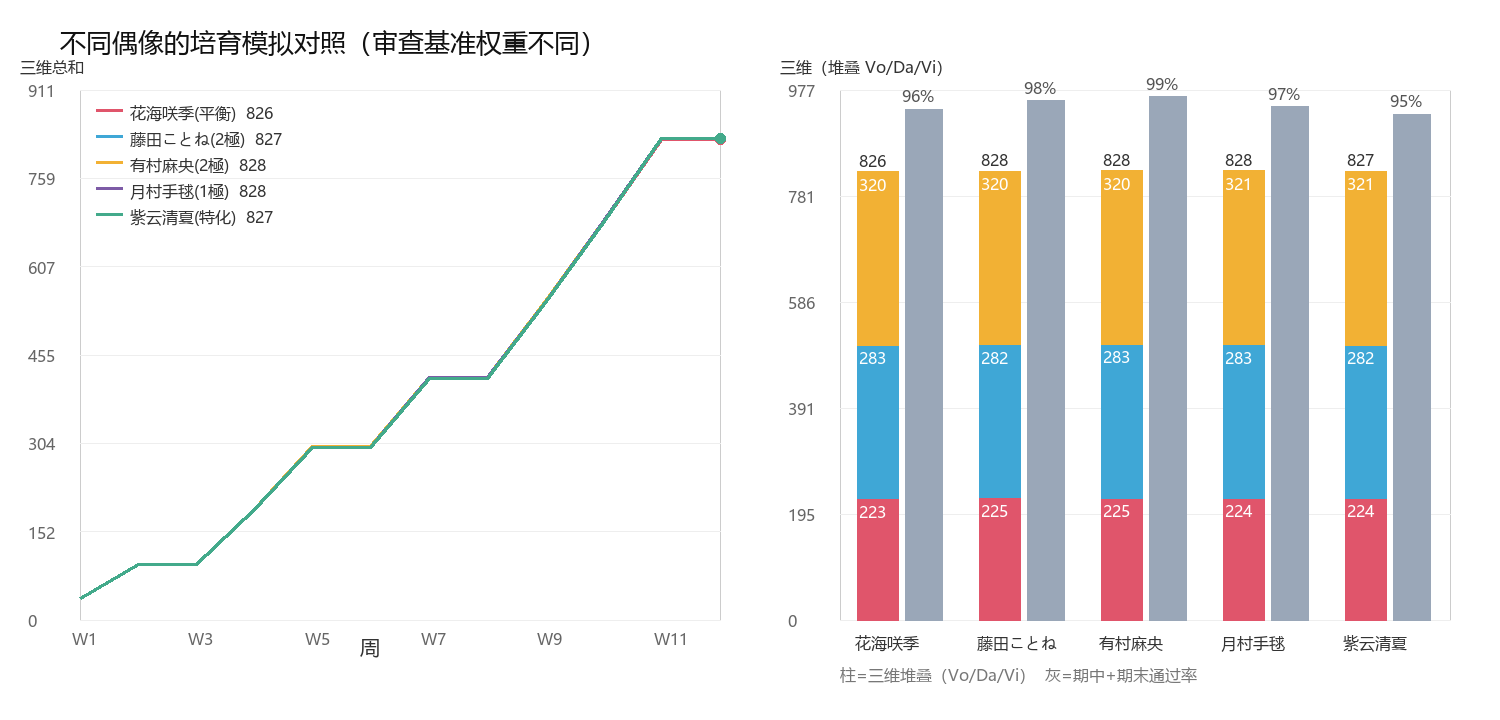 不同偶像的培育模拟对照（审查基准权重不同）
三维总和
911
759
607
455
304
152
0
花海咲季(平衡) 826
藤田ことね(2極) 827
有村麻央(2極) 828
月村手毬(1極) 828
紫云清夏(特化) 827
W1 W3 W5 W7 W9 W11
周
三维（堆叠 Vo/Da/Vi）
977
781
586
391
195
0
96% 98% 99% 97% 95%
826 828 828 828 827
320 320 320 321 321
283 282 283 283 282
223 225 225 224 224
花海咲季 藤田ことね 有村麻央 月村手毬 紫云清夏
柱=三维堆叠（Vo/Da/Vi） 灰=期中+期末通过率